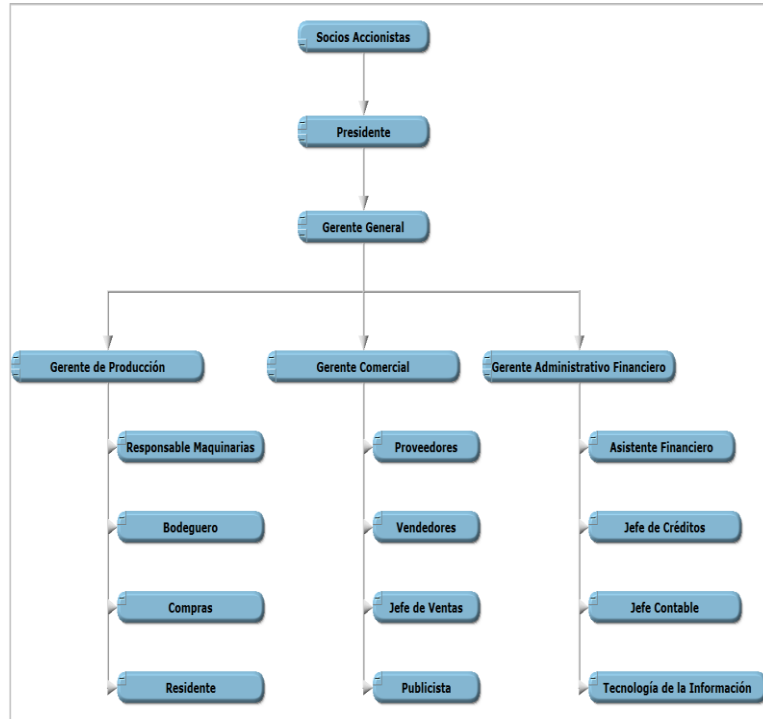 Socios Accionistas
Presidente
Gerente General
Gerente de Producción
Gerente Comercial
Gerente Administrativo Financiero
Responsable Maquinarias
Proveedores
Asistente Financiero
Bodeguero
Vendedores
Jefe de Créditos
Compras
Jefe de Ventas
Jefe Contable
Residente
Publicista
Tecnología de la Información